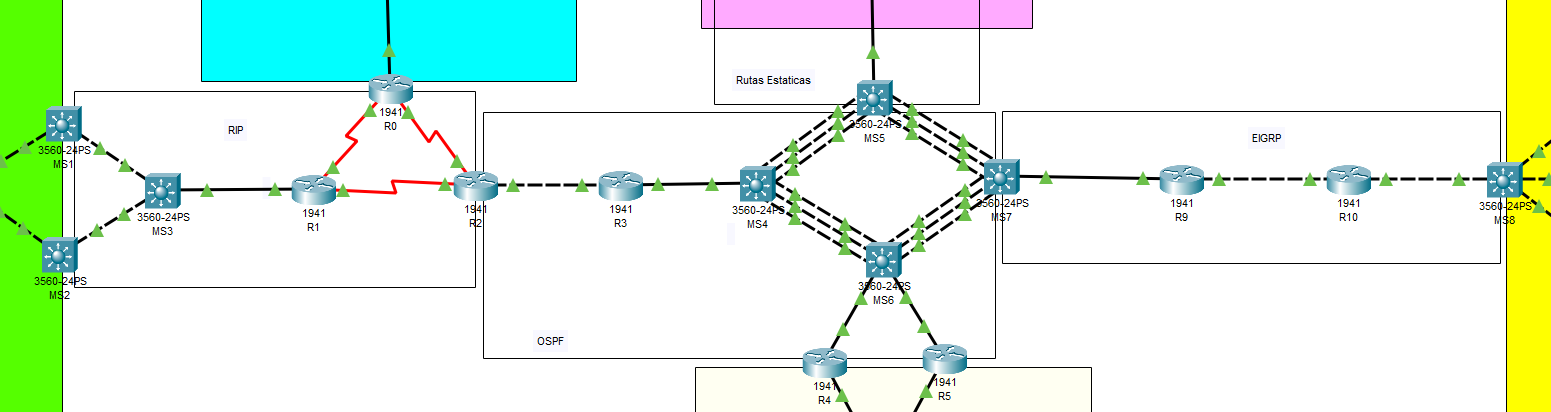 Rutas Estaticas
1941
R0
RIP
3560-24PS
MS1
3560-24PS
MS5
EIGRP
3560-24PS
MS3
1941
R1
1941
R2
1941
R3
3560-24PS
MS4
3560-24PS
MS7
1941
R9
1941
R10
3560-24PS
MS8
3560-24PS
MS2
3560-24PS
MS6
OSPF
1941
R4
1941
R5